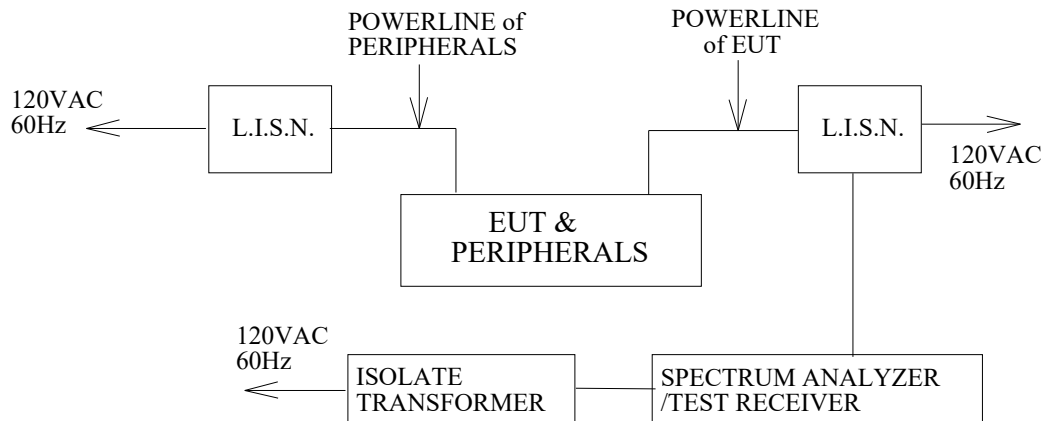 POWERLINE of
PERIPHERALS
POWERLINE
of EUT
120VAC
60Hz
L.I.S.N.
L.I.S.N.
120VAC
60Hz
EUT &
PERIPHERALS
120VAC
60Hz
ISOLATE
TRANSFORMER
SPECTRUM ANALYZER
/TEST RECEIVER